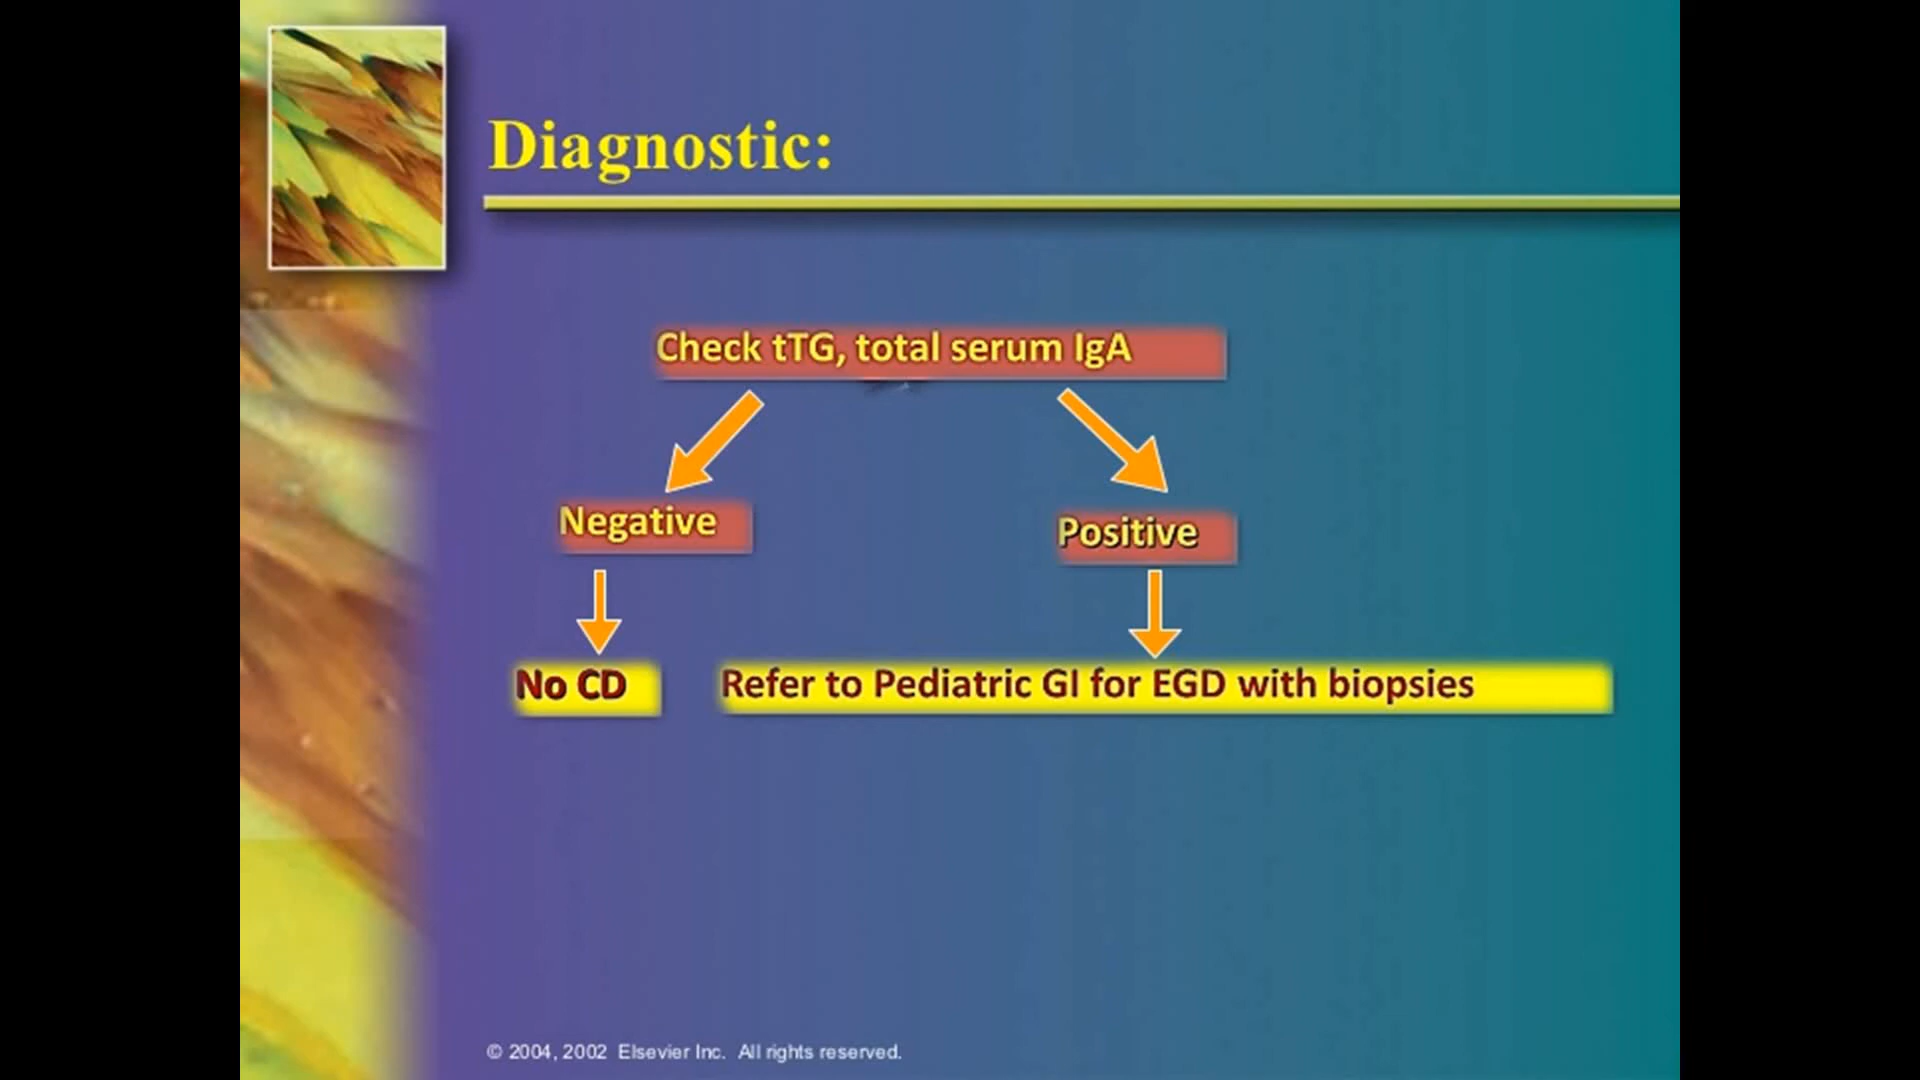 Diagnostic:
Check tTG, total serum IgA
Negative
Positive
No CD
Refer to Pediatric GI for EGD with biopsies
© 2004, 2002 Elsevier Inc. All rights reserved.